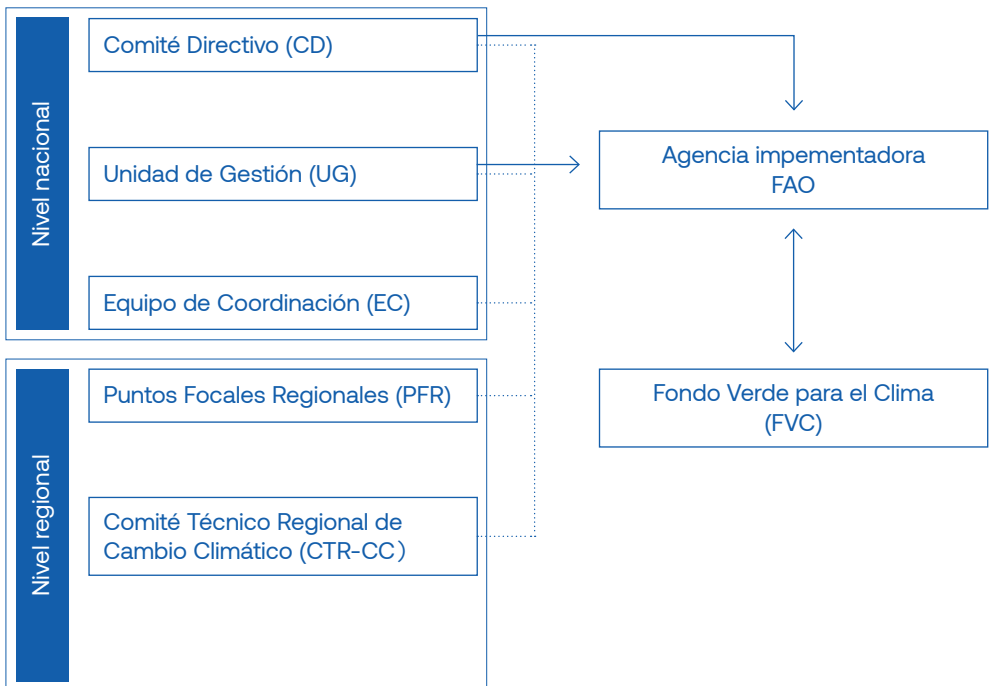 Nivel nacional
Comité Directivo (CD)
Unidad de Gestión (UG)
Equipo de Coordinación (EC)
Nivel regional
Puntos Focales Regionales (PFR)
Comité Técnico Regional de
Cambio Climático (CTR-CC)
Agencia impementadora
FAO
Fondo Verde para el Clima
(FVC)